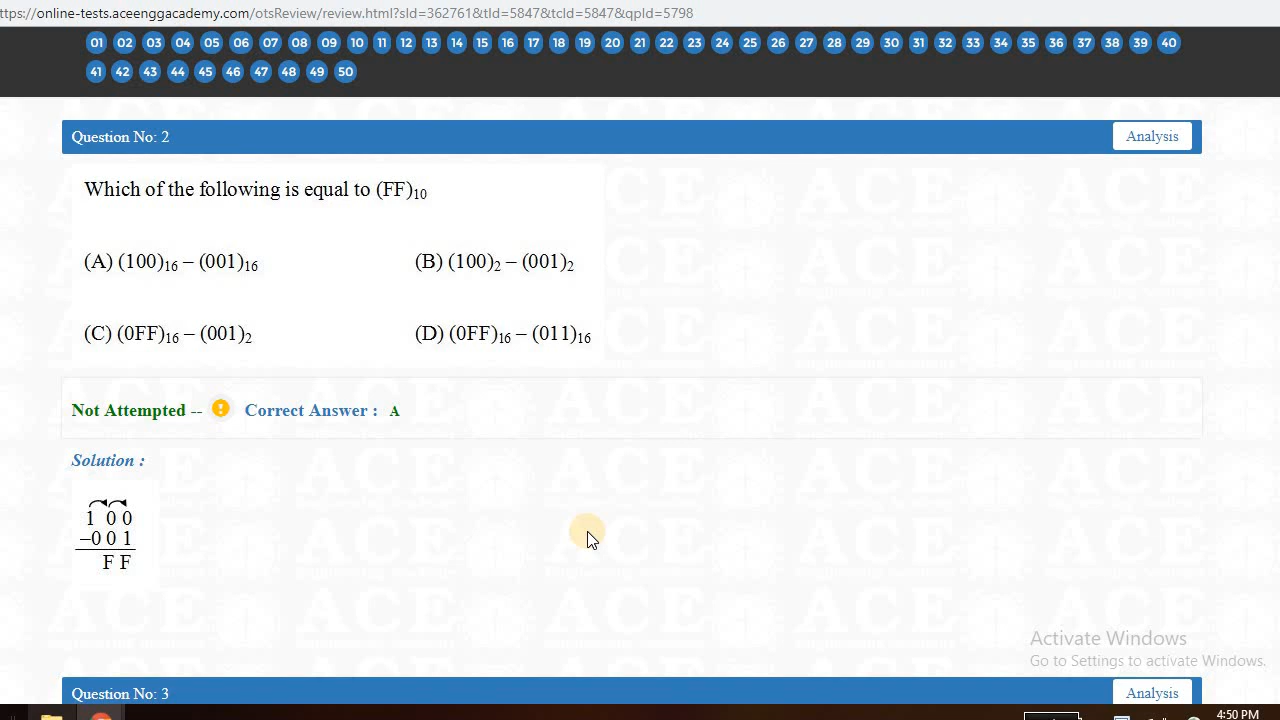 ttps://online-tests.aceenggacademy.com/otsReview/review.html?sId=362761&tId=5847&tcId=5847&qpId=5798
01 02 03 04 05 06 07 08 09 10 11 12 13 14 15 16 17 18 19 20 21 22 23 24 25 26 27 28 29 30 31 32 33 34 35 36 37 38 39 40
41 42 43 44 45 46 47 48 49 50
Question No: 2 Analysis
Which of the following is equal to (FF)₁₀
(A) (100)₁₆ – (001)₁₆ (B) (100)₂ – (001)₂
(C) (0FF)₁₆ – (001)₂ (D) (0FF)₁₆ – (011)₁₆
Not Attempted -- ! Correct Answer : A
Solution :
1 0 0
–0 0 1
F F
Activate Windows
Go to Settings to activate Windows.
Question No: 3 Analysis
4:50 PM